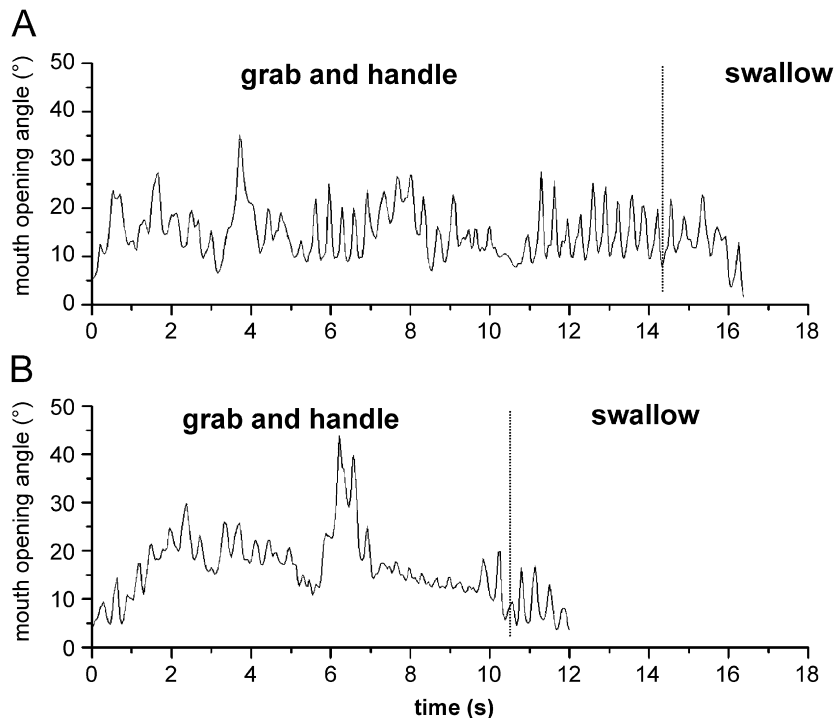 A
mouth opening angle (°)
50
40
30
20
10
0
grab and handle
swallow
0 2 4 6 8 10 12 14 16 18
B
mouth opening angle (°)
50
40
30
20
10
0
grab and handle
swallow
0 2 4 6 8 10 12 14 16 18
time (s)